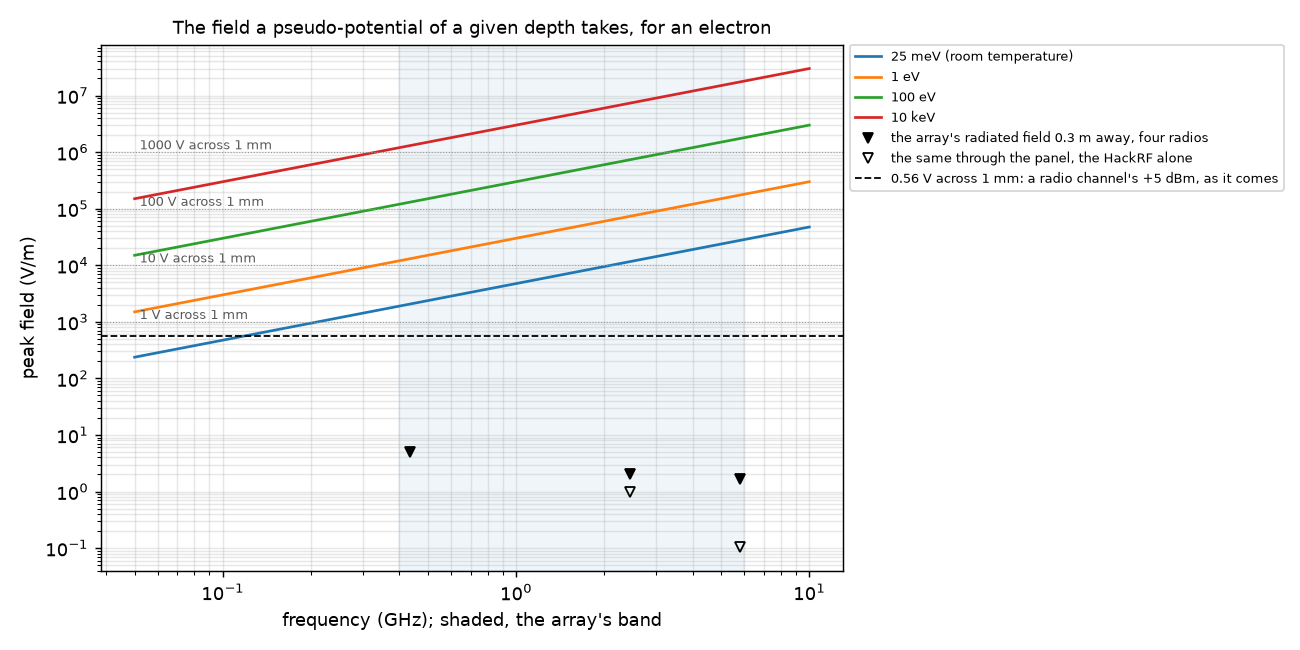 The field a pseudo-potential of a given depth takes, for an electron
25 meV (room temperature)
1 eV
100 eV
10 keV
the array's radiated field 0.3 m away, four radios
the same through the panel, the HackRF alone
0.56 V across 1 mm: a radio channel's +5 dBm, as it comes
peak field (V/m)
10⁷
10⁶
10⁵
10⁴
10³
10²
10¹
10⁰
10⁻¹
1000 V across 1 mm
100 V across 1 mm
10 V across 1 mm
1 V across 1 mm
10⁻¹ 10⁰ 10¹
frequency (GHz); shaded, the array's band